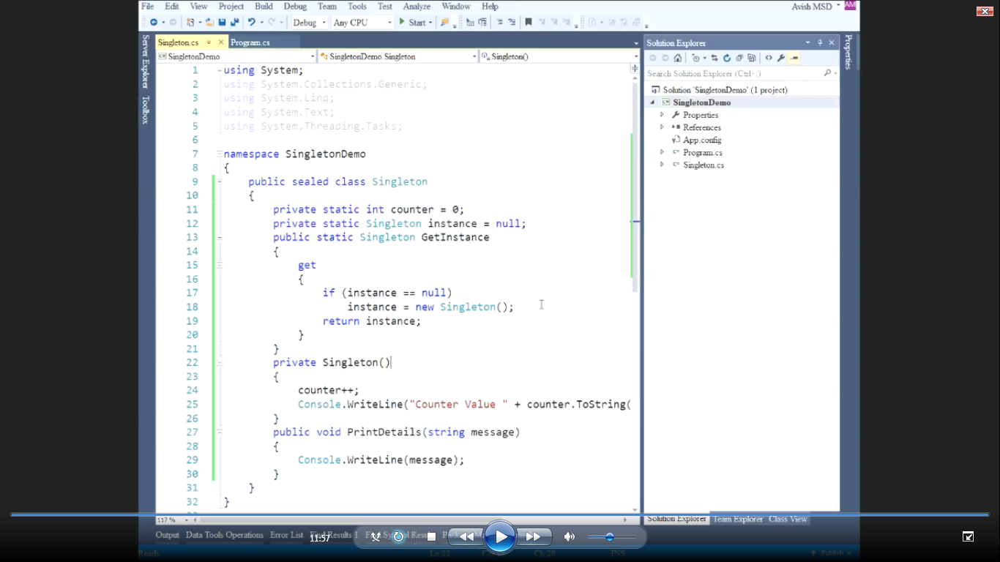 File Edit View Project Build Debug Team Tools Test Analyze Window Help Avish MSD AM
Debug Any CPU Start
Server Explorer
Toolbox
Singleton.cs Program.cs
SingletonDemo SingletonDemo.Singleton Singleton()
1 using System;
2 using System.Collections.Generic;
3 using System.Linq;
4 using System.Text;
5 using System.Threading.Tasks;
6
7 namespace SingletonDemo
8 {
9 public sealed class Singleton
10 {
11 private static int counter = 0;
12 private static Singleton instance = null;
13 public static Singleton GetInstance
14 {
15 get
16 {
17 if (instance == null)
18 instance = new Singleton();
19 return instance;
20 }
21 }
22 private Singleton()
23 {
24 counter++;
25 Console.WriteLine("Counter Value " + counter.ToString(
26 }
27 public void PrintDetails(string message)
28 {
29 Console.WriteLine(message);
30 }
31 }
32 }
117 %
Solution Explorer
Search Solution Explorer (Ctrl+;)
Solution 'SingletonDemo' (1 project)
SingletonDemo
Properties
References
App.config
Program.cs
Singleton.cs
Solution Explorer Team Explorer Class View
Properties
Output Data Tools Operations Error List Find Results 1
11:57
Ready Ln 22 Ch 28 INS Publish